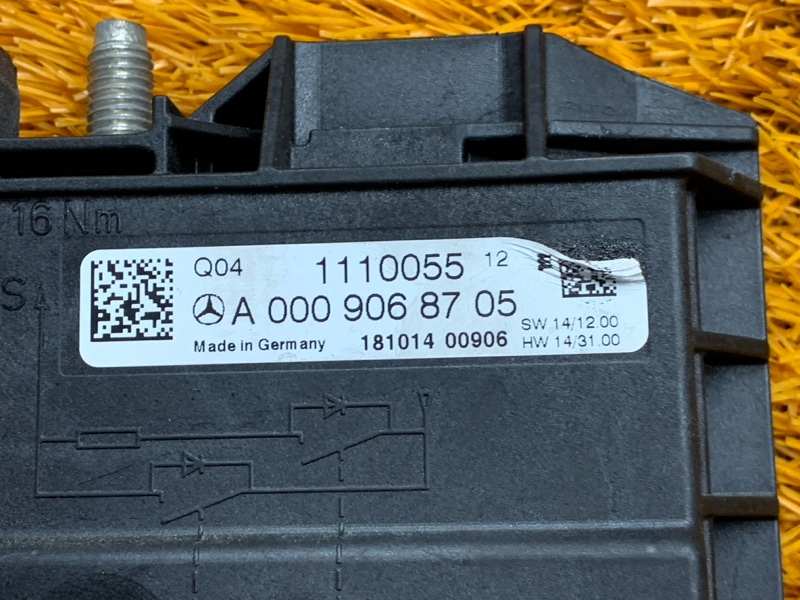 16 Nm
S
Q04 1110055 12
A 000 906 87 05
SW 14/12.00
Made in Germany 181014 00906 HW 14/31.00